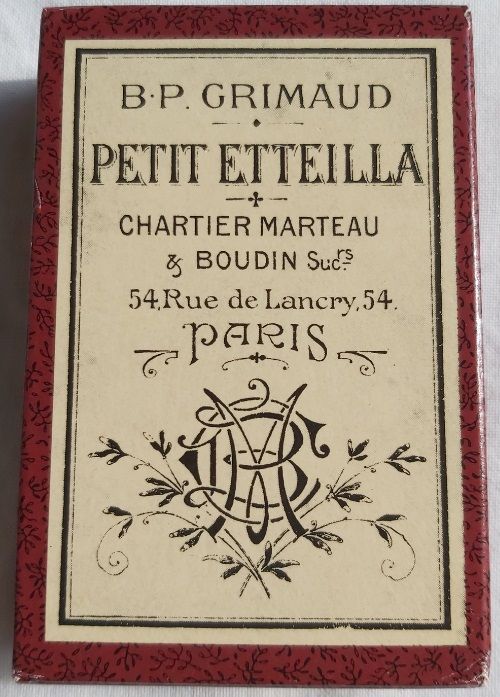 B·P. GRIMAUD
PETIT ETTEILLA
CHARTIER MARTEAU
& BOUDIN Sucrs.
54, Rue de Lancry, 54.
PARIS